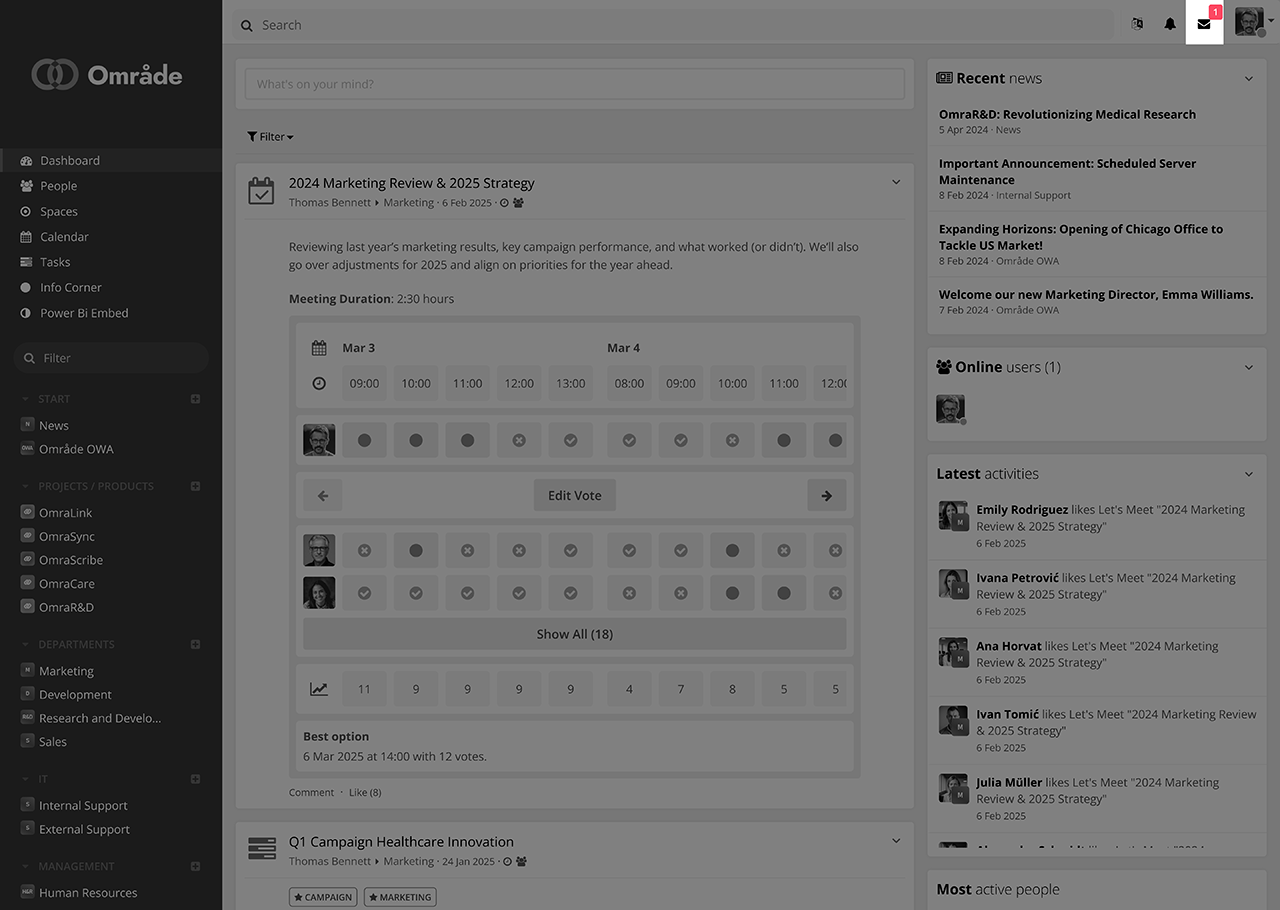 Search
1
Område
Dashboard
People
Spaces
Calendar
Tasks
Info Corner
Power Bi Embed
Filter
START
N News
OWA Område OWA
PROJECTS / PRODUCTS
OmraLink
OmraSync
OmraScribe
OmraCare
OmraR&D
DEPARTMENTS
M Marketing
D Development
R&D Research and Develo...
S Sales
IT
S Internal Support
S External Support
MANAGEMENT
H&R Human Resources
What's on your mind?
Filter
2024 Marketing Review & 2025 Strategy
Thomas Bennett Marketing · 6 Feb 2025 ·
Reviewing last year’s marketing results, key campaign performance, and what worked (or didn’t). We’ll also
go over adjustments for 2025 and align on priorities for the year ahead.
Meeting Duration: 2:30 hours
Mar 3 Mar 4
09:00 10:00 11:00 12:00 13:00 08:00 09:00 10:00 11:00 12:00
Edit Vote
Show All (18)
11 9 9 9 9 4 7 8 5 5
Best option
6 Mar 2025 at 14:00 with 12 votes.
Comment · Like (8)
Q1 Campaign Healthcare Innovation
Thomas Bennett Marketing · 24 Jan 2025 ·
CAMPAIGN MARKETING
Recent news
OmraR&D: Revolutionizing Medical Research
5 Apr 2024 · News
Important Announcement: Scheduled Server
Maintenance
8 Feb 2024 · Internal Support
Expanding Horizons: Opening of Chicago Office to
Tackle US Market!
8 Feb 2024 · Område OWA
Welcome our new Marketing Director, Emma Williams.
7 Feb 2024 · Område OWA
Online users (1)
Latest activities
M
Emily Rodriguez likes Let's Meet "2024 Marketing
Review & 2025 Strategy"
6 Feb 2025
M
Ivana Petrović likes Let's Meet "2024 Marketing
Review & 2025 Strategy"
6 Feb 2025
M
Ana Horvat likes Let's Meet "2024 Marketing
Review & 2025 Strategy"
6 Feb 2025
M
Ivan Tomić likes Let's Meet "2024 Marketing Review
& 2025 Strategy"
6 Feb 2025
M
Julia Müller likes Let's Meet "2024 Marketing
Review & 2025 Strategy"
6 Feb 2025
Most active people